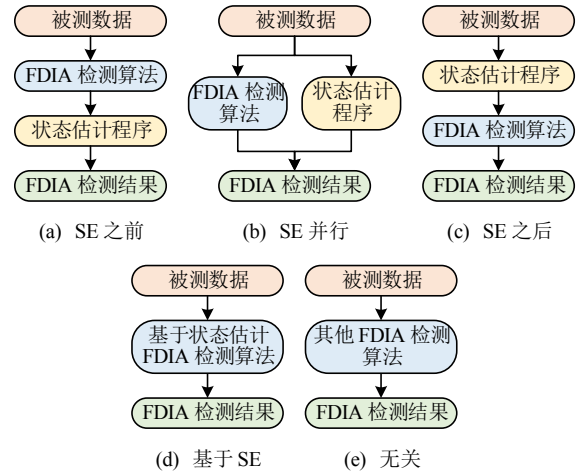 被测数据
FDIA 检测算法
状态估计程序
FDIA 检测结果
(a) SE 之前
被测数据
FDIA 检测
算法
状态估计
程序
FDIA 检测结果
(b) SE 并行
被测数据
状态估计程序
FDIA 检测算法
FDIA 检测结果
(c) SE 之后
被测数据
基于状态估计
FDIA 检测算法
FDIA 检测结果
(d) 基于 SE
被测数据
其他 FDIA 检测
算法
FDIA 检测结果
(e) 无关